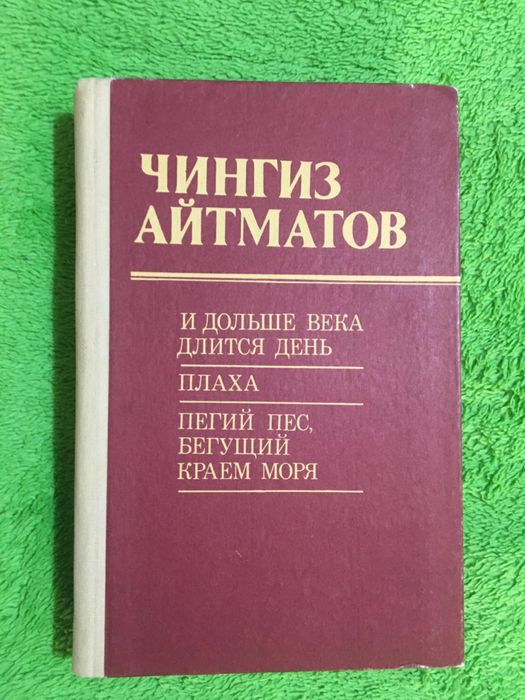 ЧИНГИЗ
АЙТМАТОВ
И ДОЛЬШЕ ВЕКА
ДЛИТСЯ ДЕНЬ
ПЛАХА
ПЕГИЙ ПЕС,
БЕГУЩИЙ
КРАЕМ МОРЯ